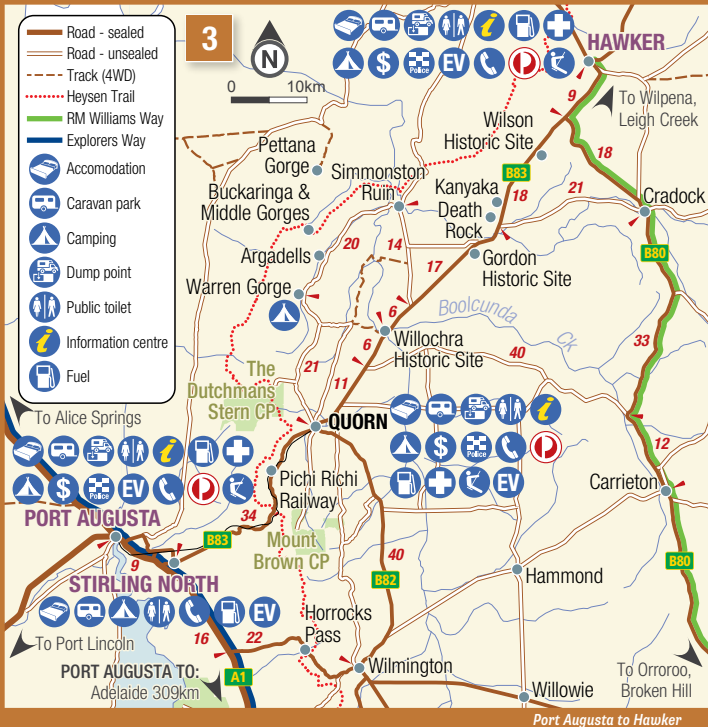 Road - sealed
Road - unsealed
Track (4WD)
Heysen Trail
RM Williams Way
Explorers Way
Accomodation
Caravan park
Camping
Dump point
Public toilet
Information centre
Fuel
3
N
0 10km
i
$
Police
EV
HAWKER
9
To Wilpena,
Leigh Creek
Wilson
Historic Site
18
B83
18
21
Pettana
Gorge
Simmonston
Ruin
Kanyaka
Death
Rock
Cradock
Buckaringa &
Middle Gorges
20
14
B80
Argadells
17
Gordon
Historic Site
Warren Gorge
6
Boolcunda
Ck
6
Willochra
Historic Site
40
33
21
11
The
Dutchmans
Stern CP
To Alice Springs
QUORN
i
$
Police
EV
12
Carrieton
i
$
Police
EV
Pichi Richi
Railway
PORT AUGUSTA
34
B83
Mount
Brown CP
40
B82
B80
9
STIRLING NORTH
EV
Hammond
Horrocks
Pass
16
22
To Port Lincoln
PORT AUGUSTA TO:
Adelaide 309km
A1
Wilmington
Willowie
To Orroroo,
Broken Hill
Port Augusta to Hawker